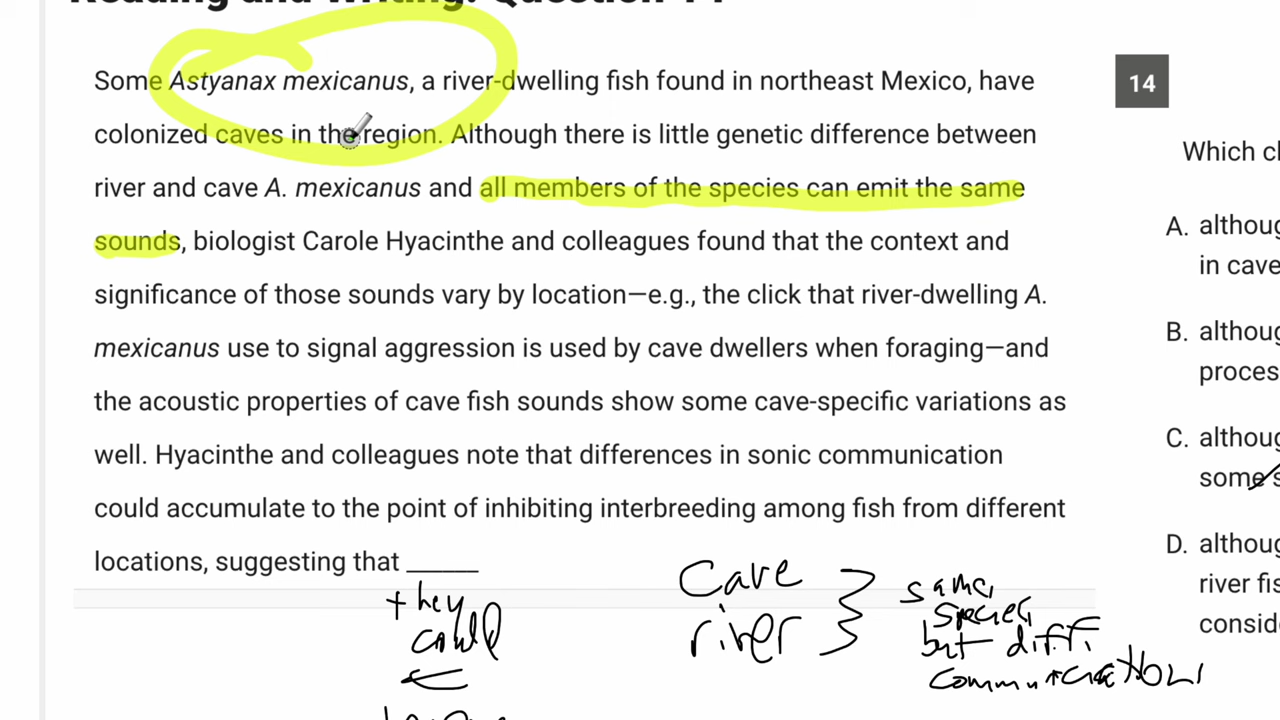 Reading and Writing: Question 14
Some Astyanax mexicanus, a river-dwelling fish found in northeast Mexico, have
colonized caves in the region. Although there is little genetic difference between
river and cave A. mexicanus and all members of the species can emit the same
sounds, biologist Carole Hyacinthe and colleagues found that the context and
significance of those sounds vary by location—e.g., the click that river-dwelling A.
mexicanus use to signal aggression is used by cave dwellers when foraging—and
the acoustic properties of cave fish sounds show some cave-specific variations as
well. Hyacinthe and colleagues note that differences in sonic communication
could accumulate to the point of inhibiting interbreeding among fish from different
locations, suggesting that ______
they
could
cave
river
same
species
but diff
communication
14
Which c
A. althoug
in cave
B. althoug
proces
C. althoug
some s
D. althoug
river fis
conside